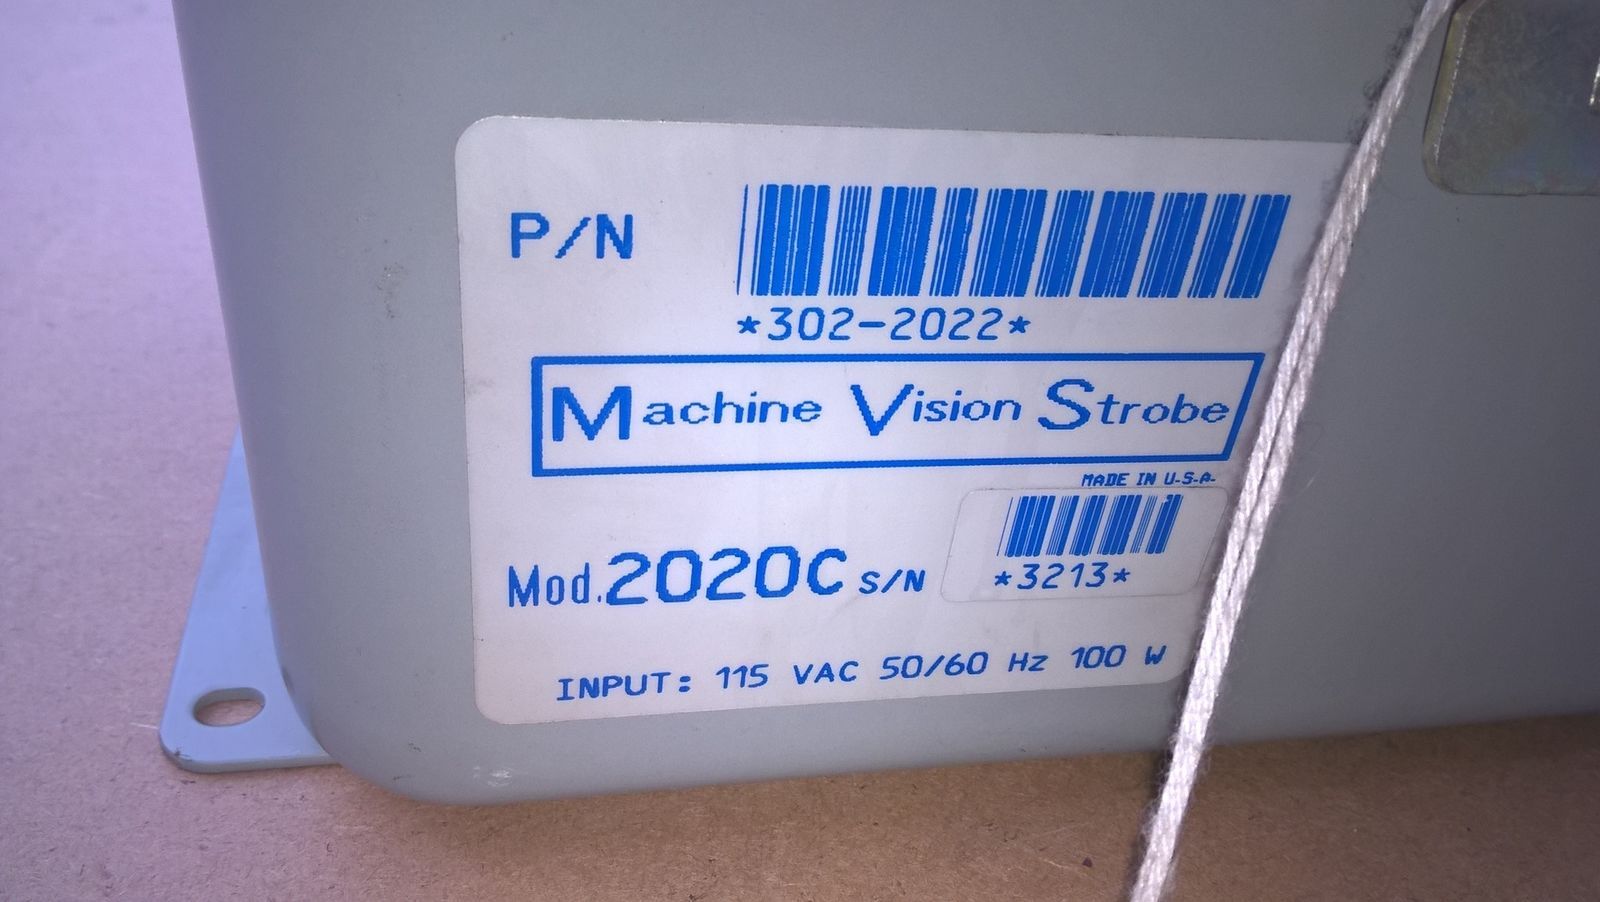 P/N
*302-2022*
Machine Vision Strobe
MADE IN U-S-A-
Mod.2020C S/N *3213*
INPUT: 115 VAC 50/60 Hz 100 W